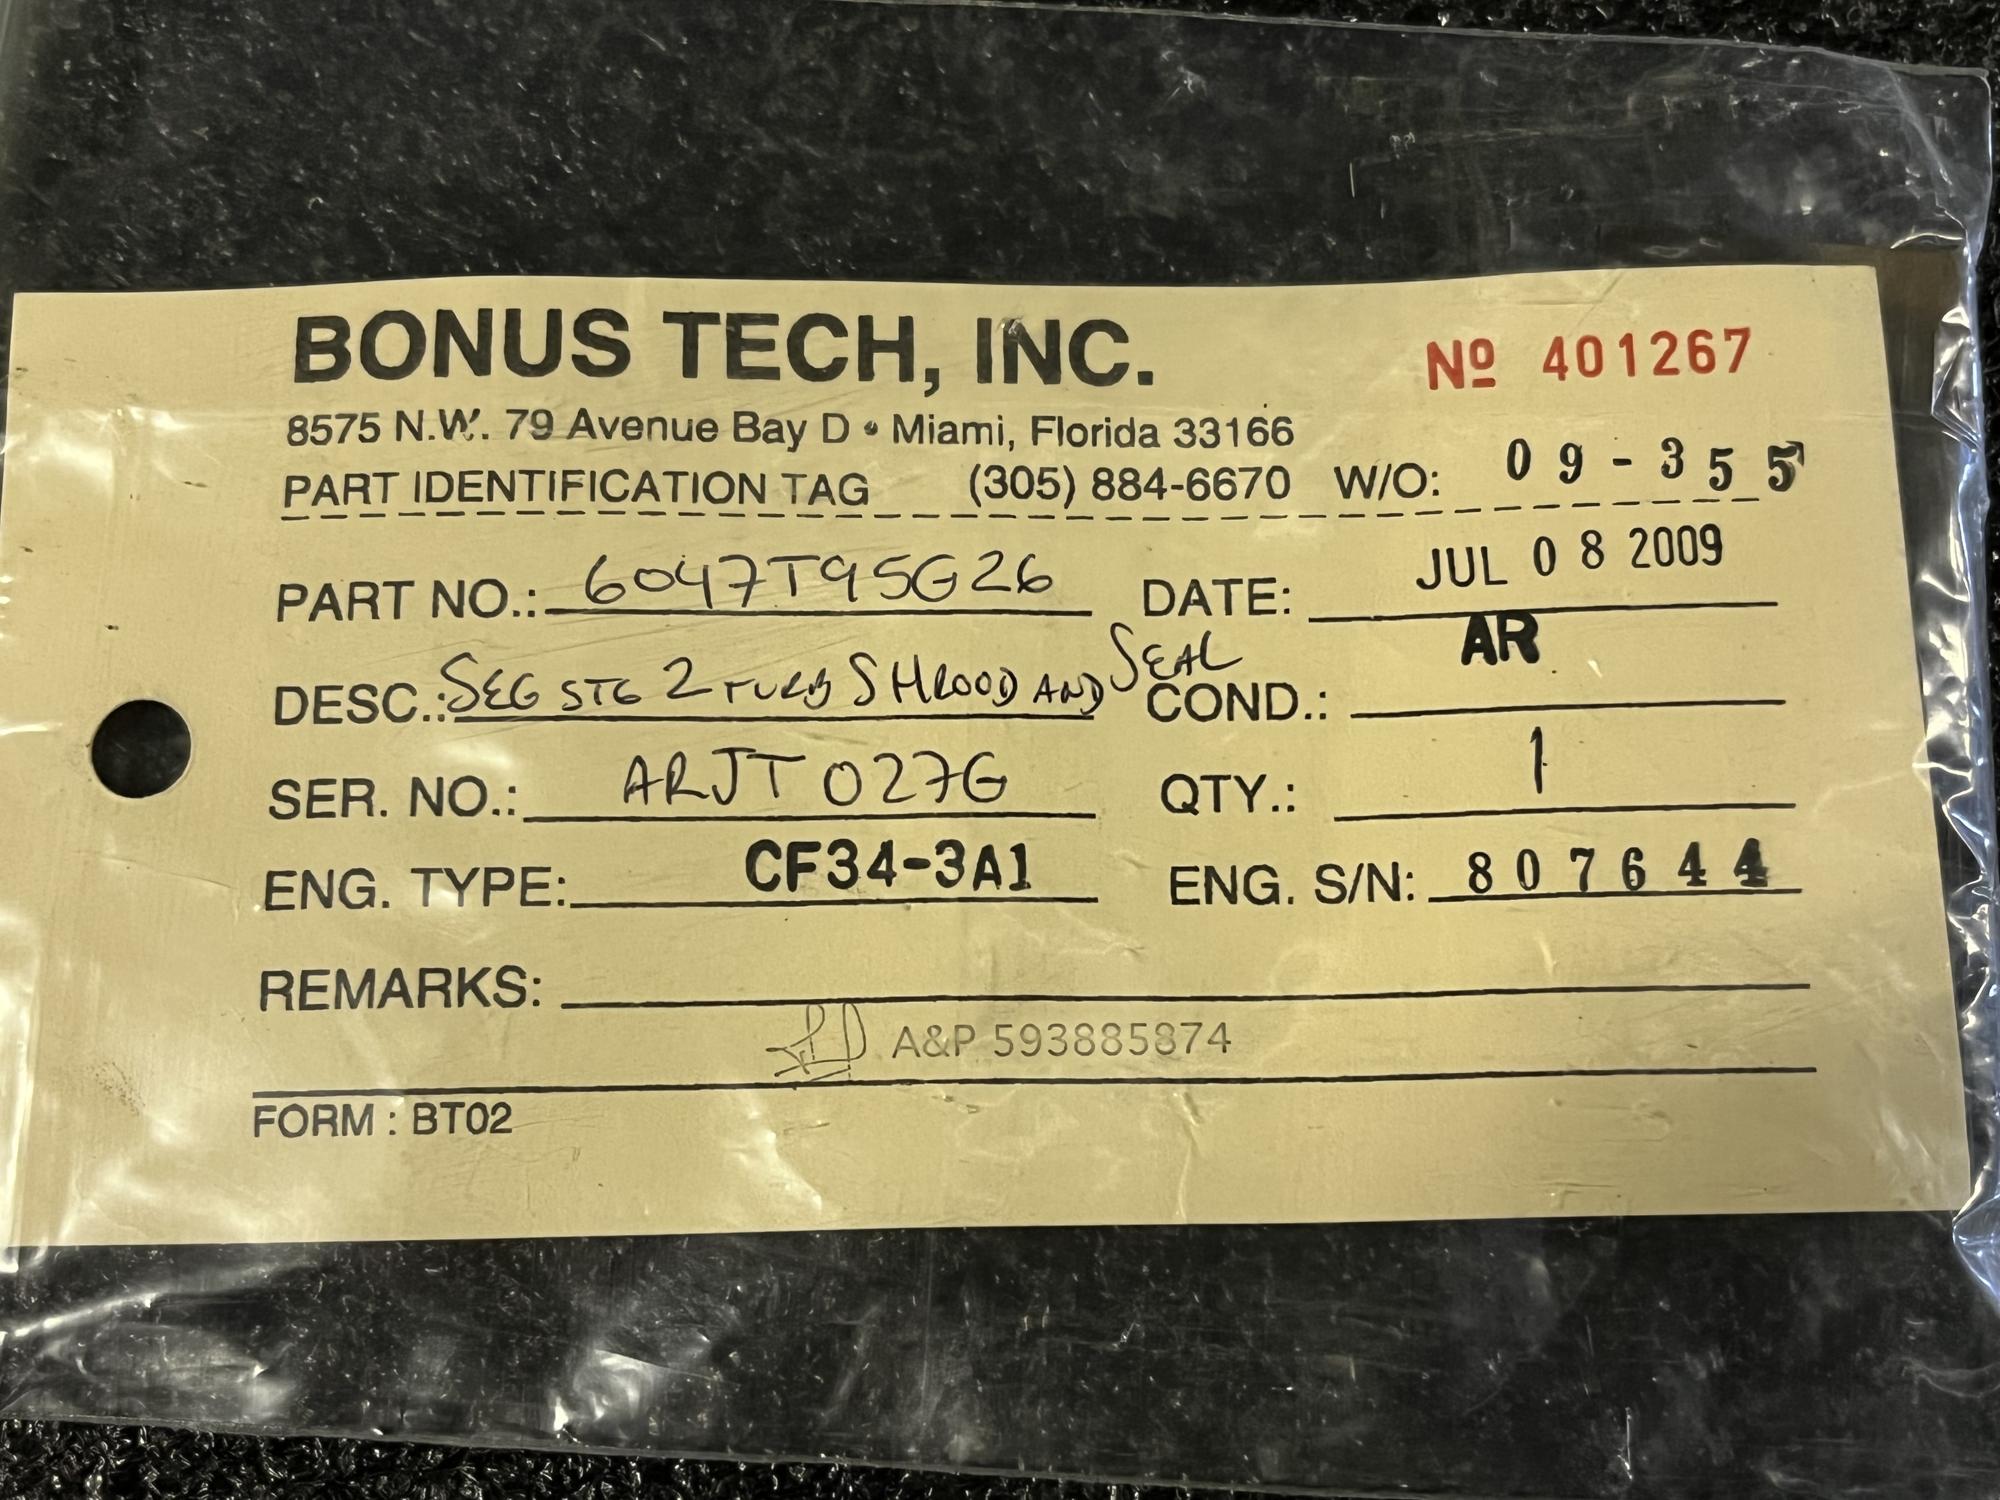 BONUS TECH, INC.
Nº 401267
8575 N.W. 79 Avenue Bay D • Miami, Florida 33166
PART IDENTIFICATION TAG (305) 884-6670 W/O: 09-355
PART NO.: 6047T95G26 DATE: JUL 08 2009
DESC.: SEG STG 2 TURB SHROOD AND SEAL COND.: AR
SER. NO.: ARJT027G QTY.: 1
ENG. TYPE: CF34-3A1 ENG. S/N: 807644
REMARKS:
A&P 593885874
FORM : BT02